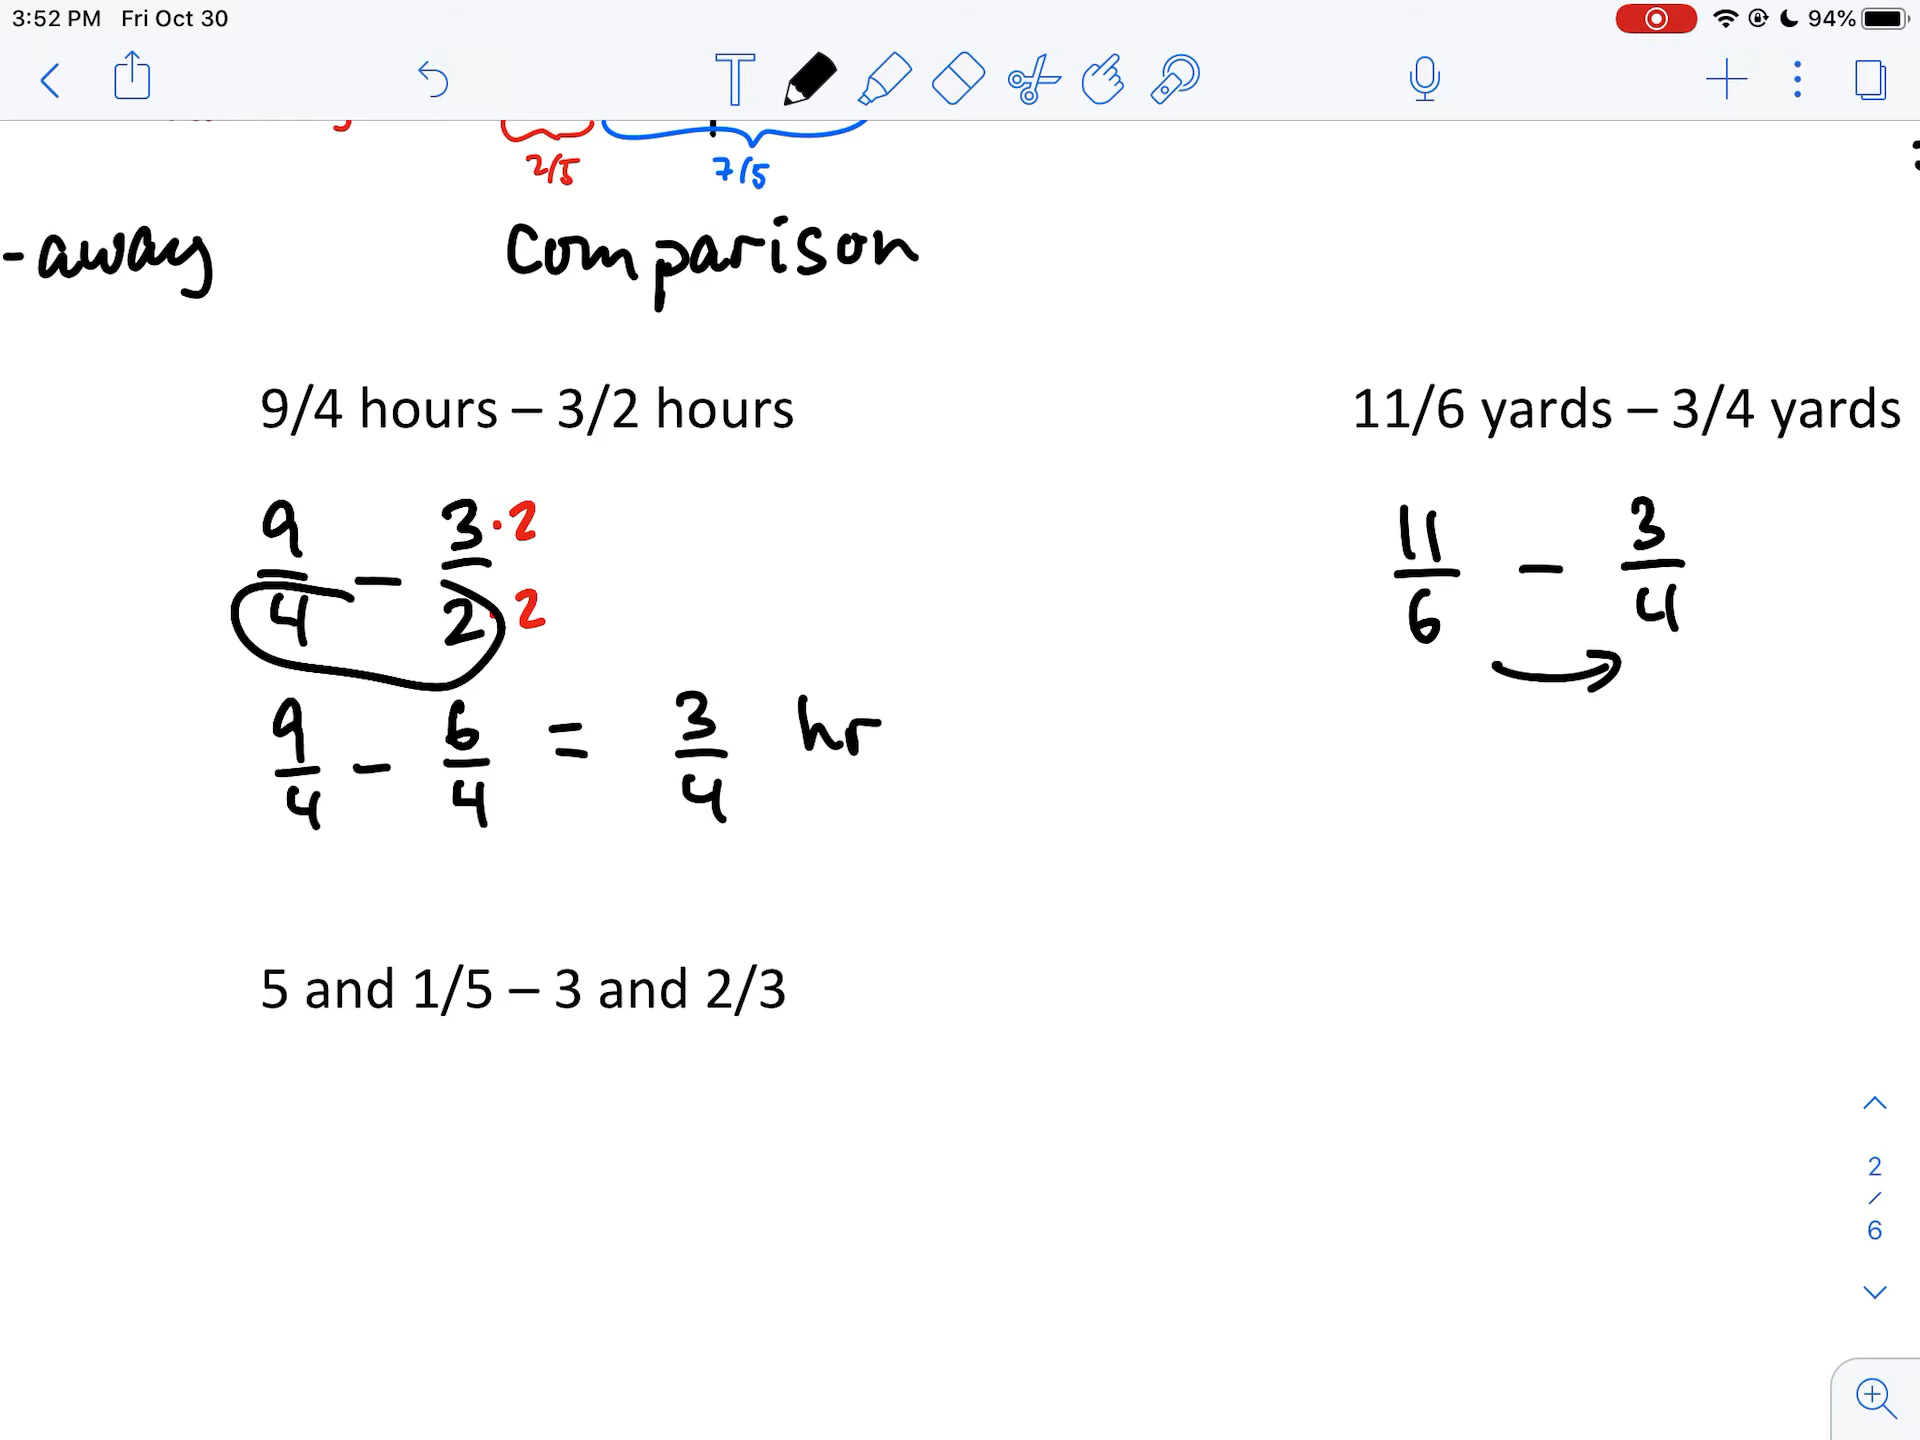 3:52 PM Fri Oct 30 94%
T
2/5 7/5
-away Comparison
9/4 hours – 3/2 hours
9/4 – 3·2/2·2
9/4 – 6/4 = 3/4 hr
11/6 yards – 3/4 yards
11/6 – 3/4
5 and 1/5 – 3 and 2/3
2
/
6